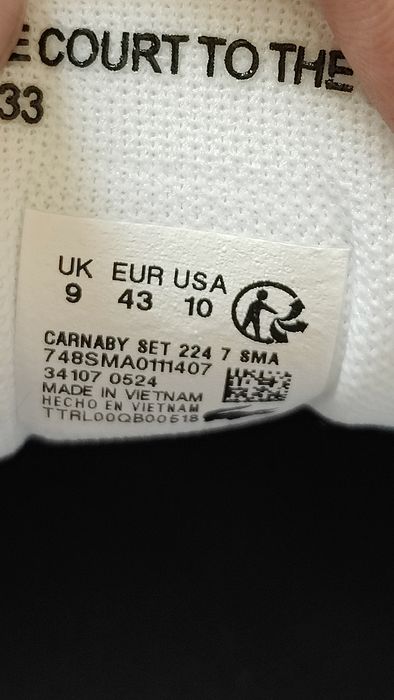 E COURT TO THE
33
UK EUR USA
9 43 10
CARNABY SET 224 7 SMA
748SMA0111407
34107 0524
MADE IN VIETNAM
HECHO EN VIETNAM
TTRL00QB00518